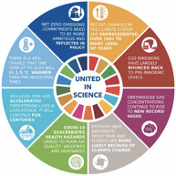 NET ZERO EMISSIONS
COMMITMENTS NEED
TO BE MORE
AMBITIOUS AND
REFLECTED IN
POLICY
RECENT CHANGES IN
THE CLIMATE SYSTEM
ARE UNPRECEDENTED
OVER 100s TO
MANY 1000s
OF YEARS
CO2 EMISSIONS
HAVE LARGELY
BOUNCED BACK
TO PRE-PANDEMIC
LEVELS
GREENHOUSE GAS
CONCENTRATIONS
CONTINUE TO RISE
TO NEW RECORD
HIGHS
EXTREME HEAT,
DROUGHTS,
FLOODS ARE
MORE
LIKELY BECAUSE OF
CLIMATE CHANGE
COVID-19
EXACERBATED
HEALTH HAZARDS
LINKED TO POOR AIR
QUALITY, WILDFIRES
AND HEATWAVES
SEA LEVEL RISE HAS
ACCELERATED,
THREATENING LIVES &
LIVELIHOODS. IT WILL
CONTINUE FOR
CENTURIES
THERE IS A 40%
CHANCE THAT ONE
YEAR UP TO 2025 WILL
BE 1.5 °C WARMER
THAN THE INDUSTRIAL
TIMES
UNITED
IN
SCIENCE